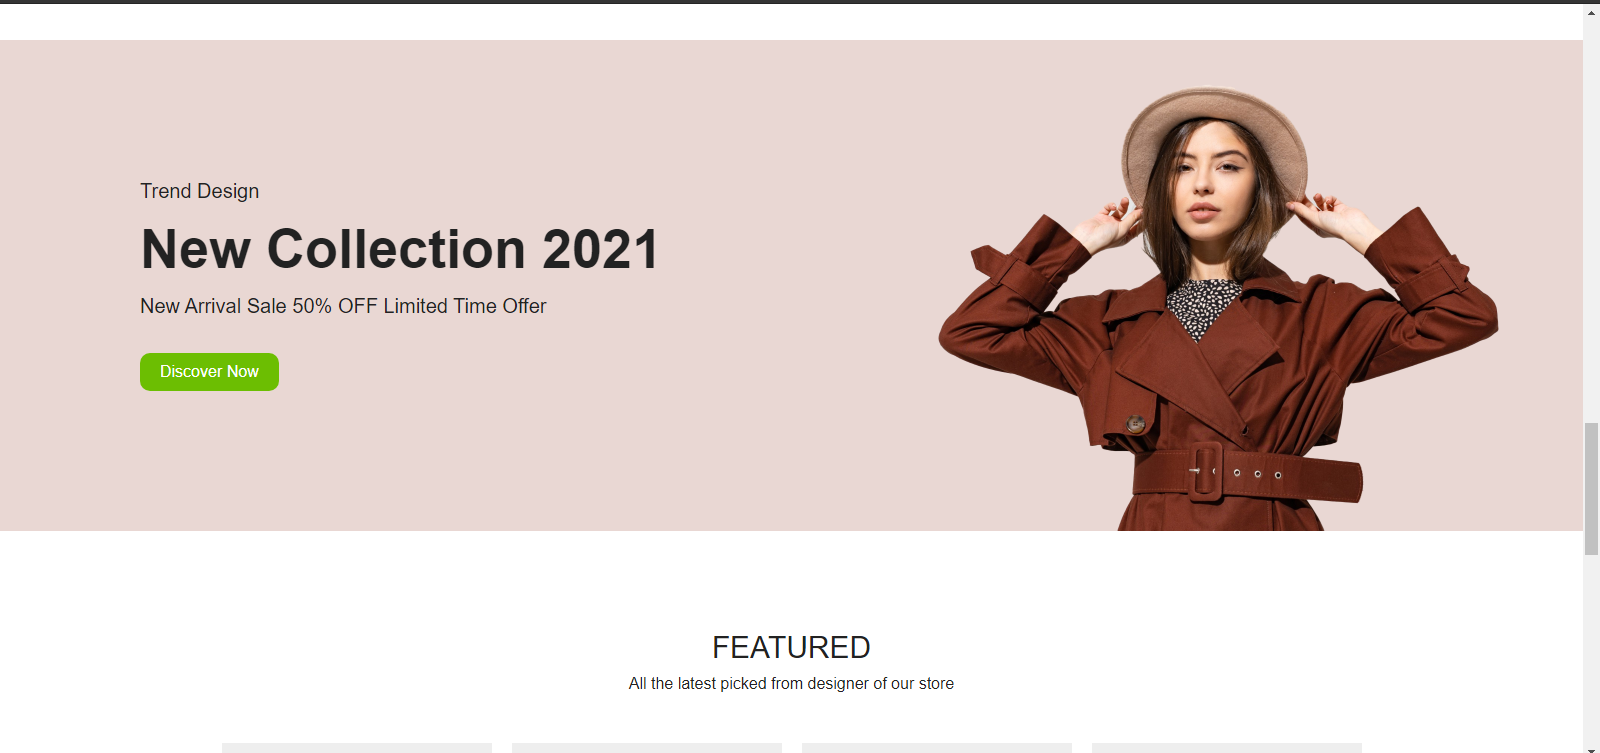 Trend Design
New Collection 2021
New Arrival Sale 50% OFF Limited Time Offer
Discover Now
FEATURED
All the latest picked from designer of our store